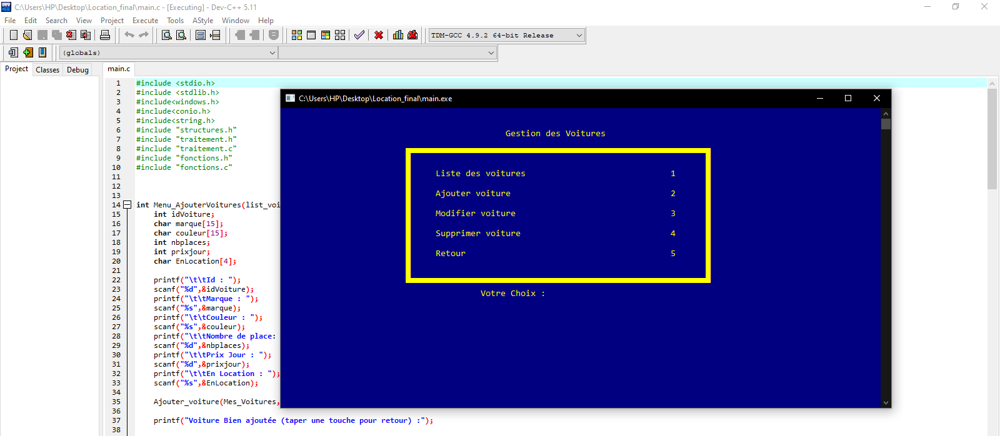 C:\Users\HP\Desktop\Location_final\main.c - [Executing] - Dev-C++ 5.11
File Edit Search View Project Execute Tools AStyle Window Help
TDM-GCC 4.9.2 64-bit Release
(globals)
Project Classes Debug
main.c
1 #include <stdio.h>
2 #include <stdlib.h>
3 #include<windows.h>
4 #include<conio.h>
5 #include<string.h>
6 #include "structures.h"
7 #include "traitement.h"
8 #include "traitement.c"
9 #include "fonctions.h"
10 #include "fonctions.c"
11
12
13
14 int Menu_AjouterVoitures(list_voi
15 int idVoiture;
16 char marque[15];
17 char couleur[15];
18 int nbplaces;
19 int prixjour;
20 char EnLocation[4];
21
22 printf("\t\tId : ");
23 scanf("%d",&idVoiture);
24 printf("\t\tMarque : ");
25 scanf("%s",&marque);
26 printf("\t\tCouleur : ");
27 scanf("%s",&couleur);
28 printf("\t\tNombre de place:
29 scanf("%d",&nbplaces);
30 printf("\t\tPrix Jour : ");
31 scanf("%d",&prixjour);
32 printf("\t\tEn Location : ");
33 scanf("%s",&EnLocation);
34
35 Ajouter_voiture(Mes_Voitures,
36
37 printf("Voiture Bien ajoutée (taper une touche pour retour) :");
38
C:\Users\HP\Desktop\Location_final\main.exe
Gestion des Voitures
Liste des voitures 1
Ajouter voiture 2
Modifier voiture 3
Supprimer voiture 4
Retour 5
Votre Choix :